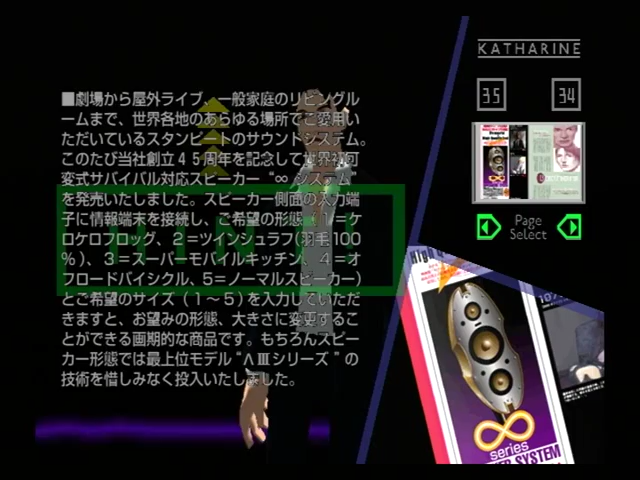 KATHARINE
35 34
■劇場から屋外ライブ、一般家庭のリビングル
ームまで、世界各地のあらゆる場所でご愛用い
ただいているスタンビートのサウンドシステム。
このたび当社創立45周年を記念して世界初可
変式サバイバル対応スピーカー“∞システム”
を発売いたしました。スピーカー側面の入力端
子に情報端末を接続し、ご希望の形態（1＝ケ
ロケロフロッグ、2＝ツインシュラフ(羽毛100
%)、3＝スーパーモバイルキッチン、4＝オ
フロードバイシクル、5＝ノーマルスピーカー）
とご希望のサイズ（1〜5）を入力していただ
きますと、お望みの形態、大きさに変更するこ
とができる画期的な商品です。もちろんスピー
カー形態では最上位モデル“ΛⅢシリーズ”の
技術を惜しみなく投入いたしました。
Page
Select
High
∞
series
SYSTEM